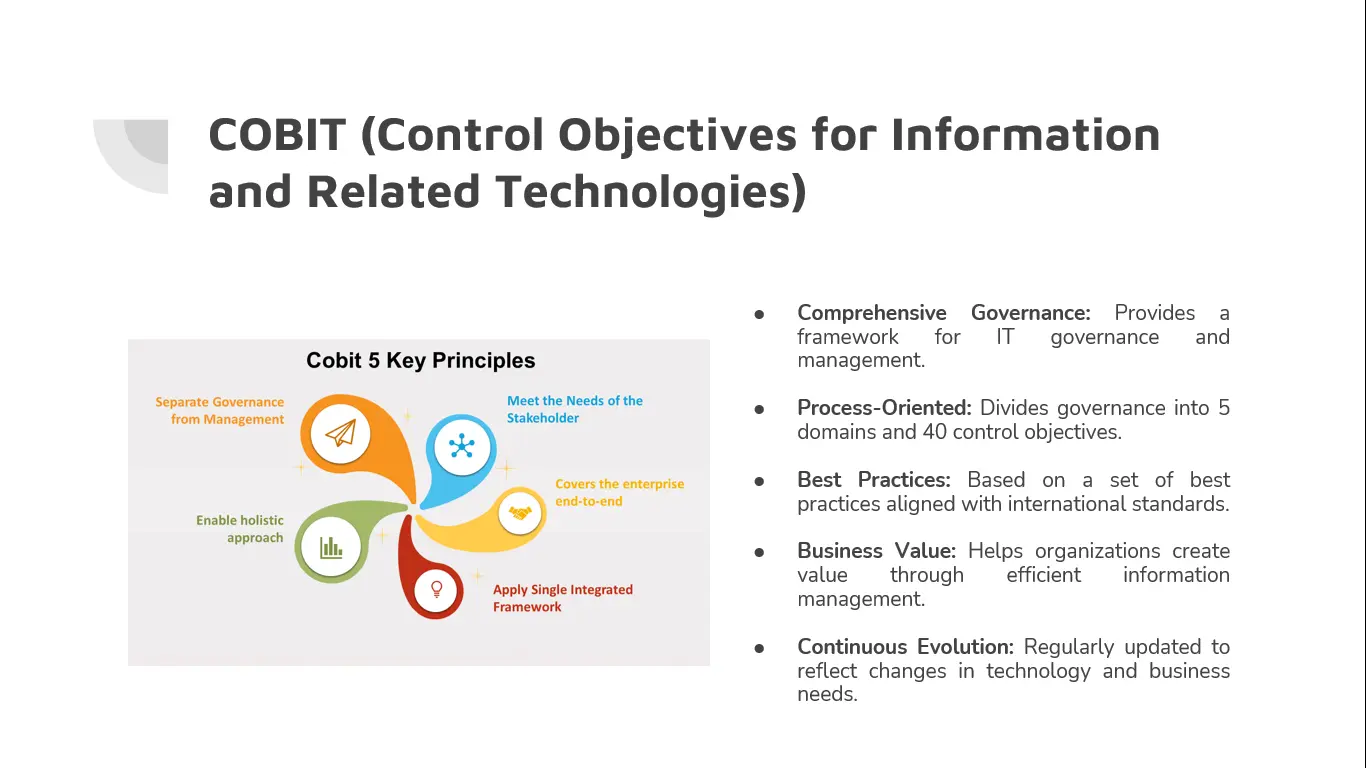 COBIT (Control Objectives for Information
and Related Technologies)
Cobit 5 Key Principles
Separate Governance
from Management
Meet the Needs of the
Stakeholder
Covers the enterprise
end-to-end
Enable holistic
approach
Apply Single Integrated
Framework
● Comprehensive Governance: Provides a
framework for IT governance and
management.
● Process-Oriented: Divides governance into 5
domains and 40 control objectives.
● Best Practices: Based on a set of best
practices aligned with international standards.
● Business Value: Helps organizations create
value through efficient information
management.
● Continuous Evolution: Regularly updated to
reflect changes in technology and business
needs.